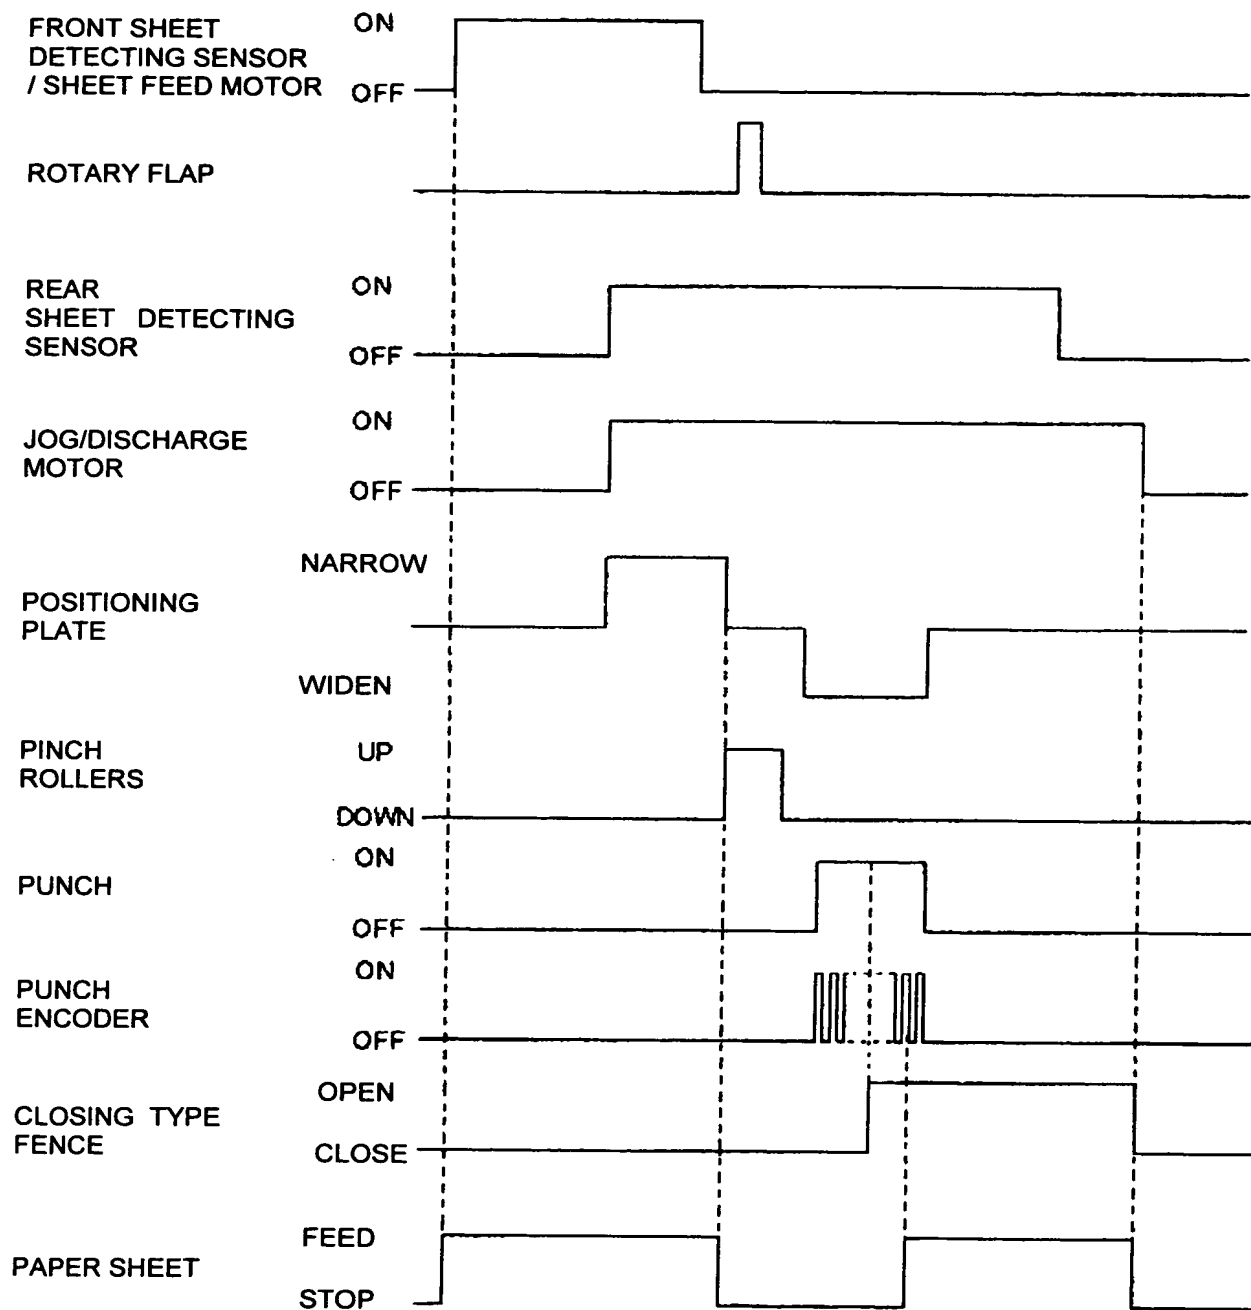 FRONT SHEET
DETECTING SENSOR
/ SHEET FEED MOTOR
ON
OFF
ROTARY FLAP
REAR
SHEET DETECTING
SENSOR
ON
OFF
JOG/DISCHARGE
MOTOR
ON
OFF
POSITIONING
PLATE
NARROW
WIDEN
PINCH
ROLLERS
UP
DOWN
PUNCH
ON
OFF
PUNCH
ENCODER
ON
OFF
CLOSING TYPE
FENCE
OPEN
CLOSE
PAPER SHEET
FEED
STOP